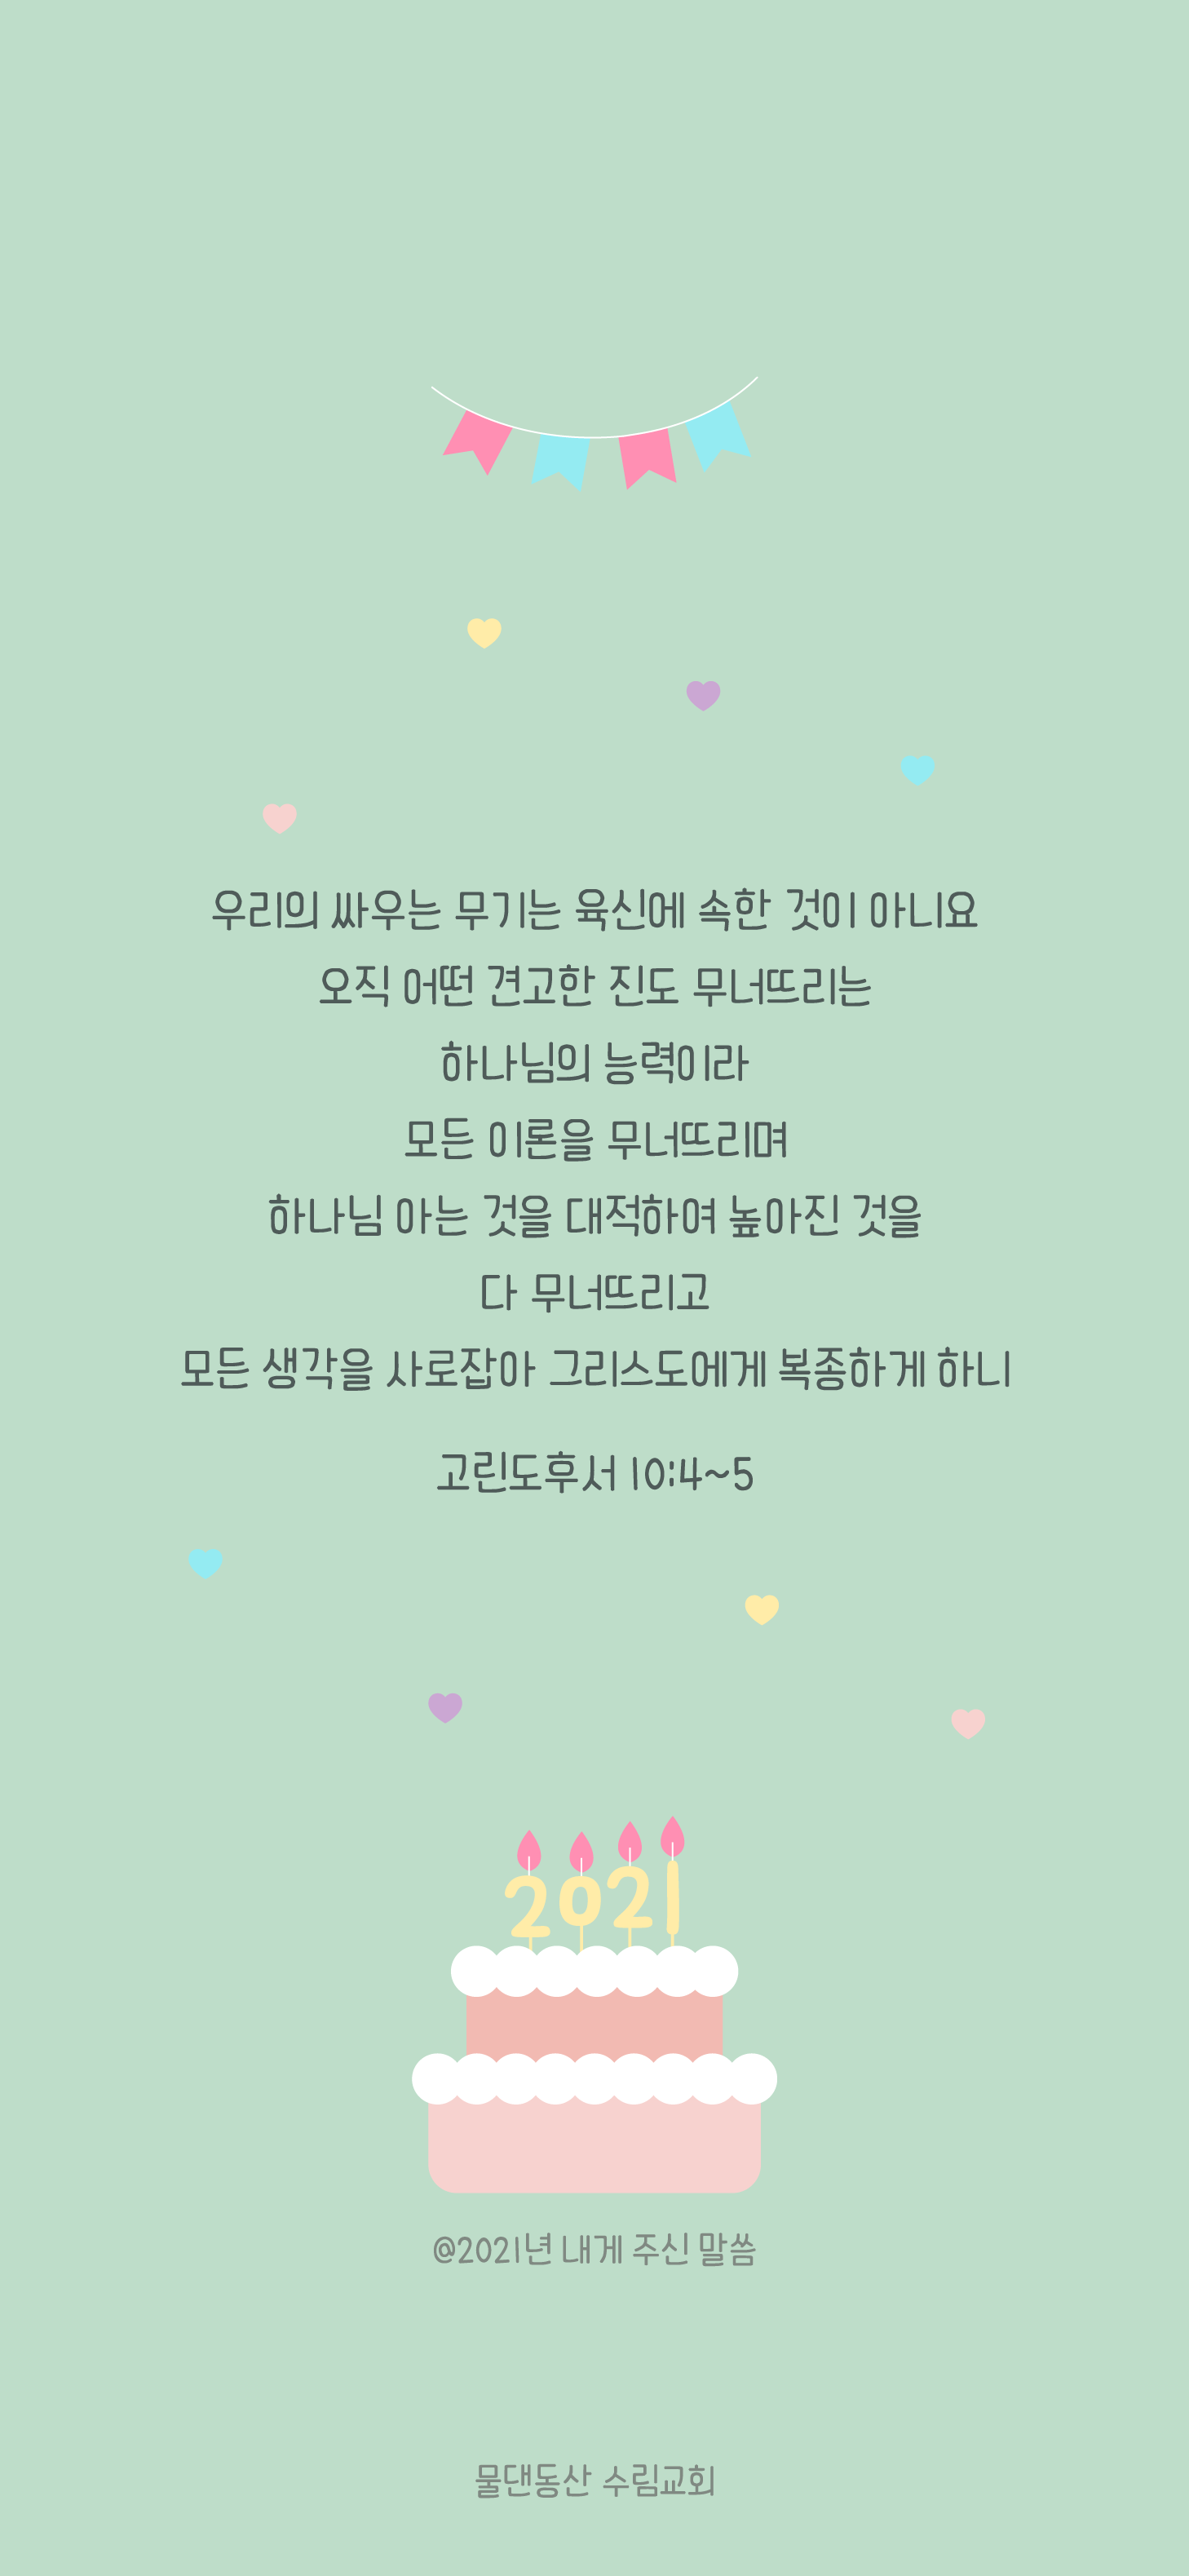 우리의 싸우는 무기는 육신에 속한 것이 아니요
오직 어떤 견고한 진도 무너뜨리는
하나님의 능력이라
모든 이론을 무너뜨리며
하나님 아는 것을 대적하여 높아진 것을
다 무너뜨리고
모든 생각을 사로잡아 그리스도에게 복종하게 하니
고린도후서 10:4~5
2021
@2021년 내게 주신 말씀
물댄동산 수림교회